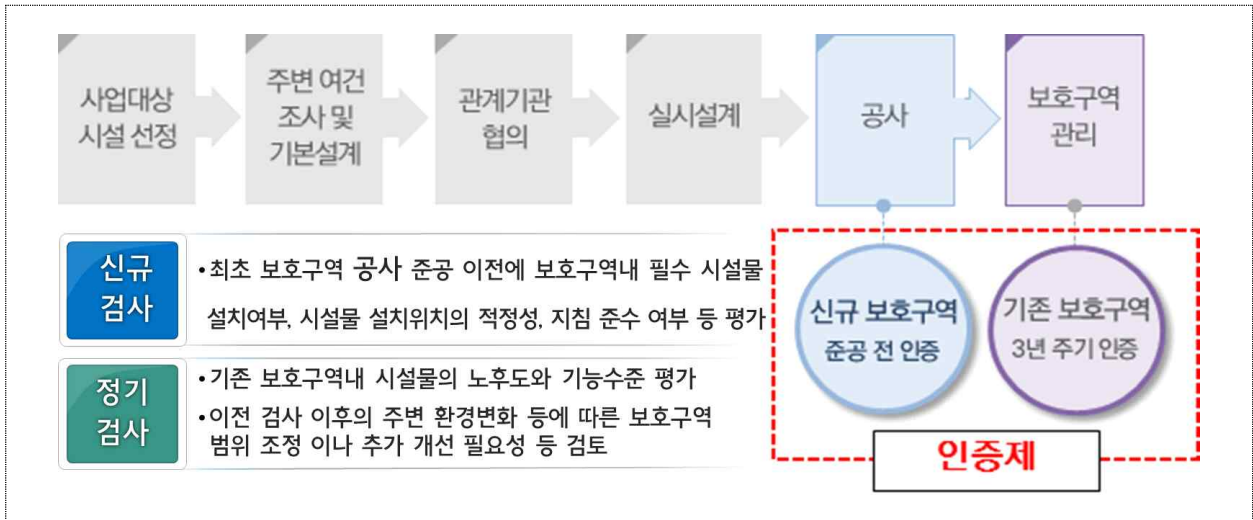 사업대상
시설 선정
주변 여건
조사 및
기본설계
관계기관
협의
실시설계
공사
보호구역
관리
신규
검사
•최초 보호구역 공사 준공 이전에 보호구역내 필수 시설물
설치여부, 시설물 설치위치의 적정성, 지침 준수 여부 등 평가
정기
검사
•기존 보호구역내 시설물의 노후도와 기능수준 평가
•이전 검사 이후의 주변 환경변화 등에 따른 보호구역
범위 조정 이나 추가 개선 필요성 등 검토
신규 보호구역
준공 전 인증
기존 보호구역
3년 주기 인증
인증제